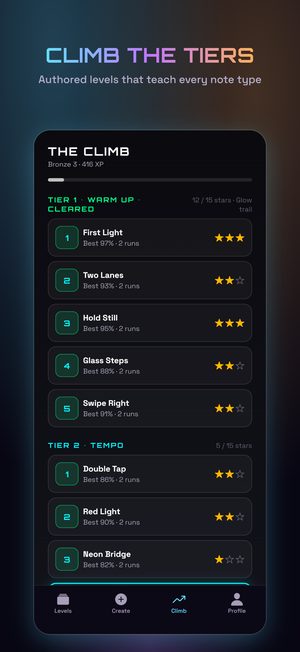 CLIMB THE TIERS
Authored levels that teach every note type
THE CLIMB
Bronze 3 · 416 XP
TIER 1 · WARM UP · CLEARED
12 / 15 stars · Glow trail
1
First Light
Best 97% · 2 runs
2
Two Lanes
Best 93% · 2 runs
3
Hold Still
Best 95% · 2 runs
4
Glass Steps
Best 88% · 2 runs
5
Swipe Right
Best 91% · 2 runs
TIER 2 · TEMPO
5 / 15 stars
1
Double Tap
Best 86% · 2 runs
2
Red Light
Best 90% · 2 runs
3
Neon Bridge
Best 82% · 2 runs
Levels
Create
Climb
Profile